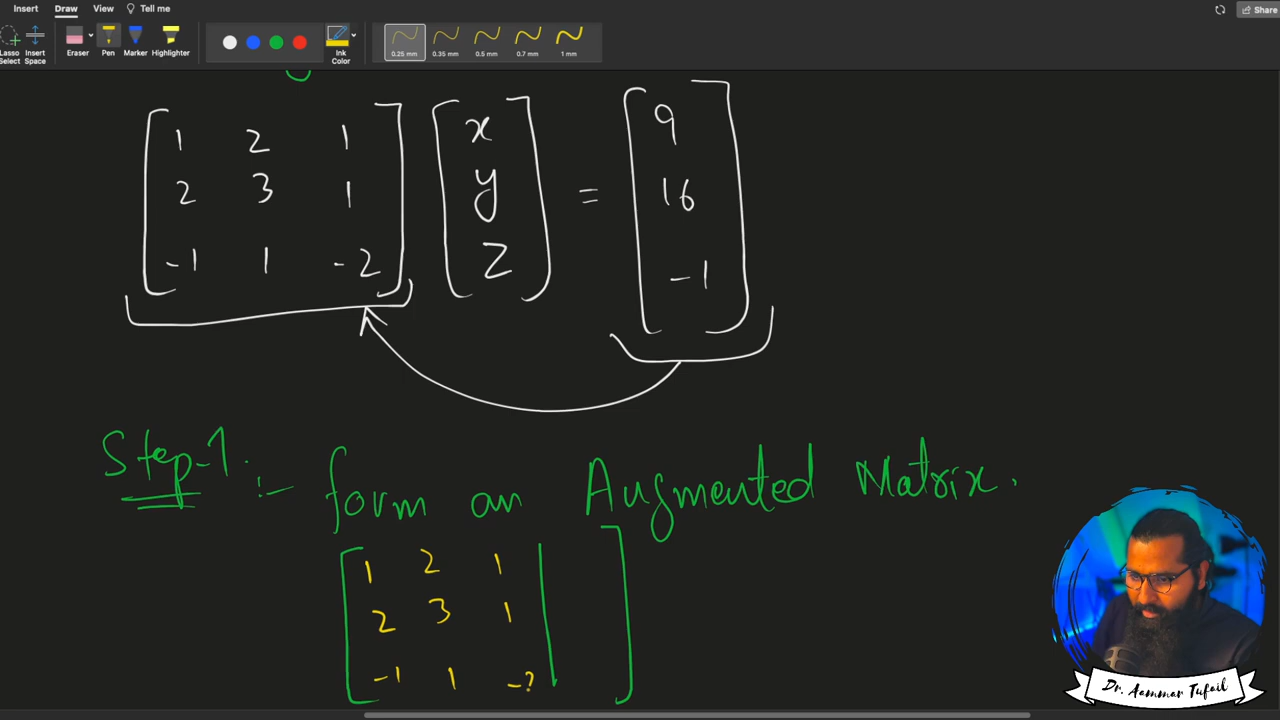 Insert Draw View Tell me Share
Lasso Select Insert Space Eraser Pen Marker Highlighter Ink Color 0.25 mm 0.35 mm 0.5 mm 0.7 mm 1 mm
1 2 1 x 9
2 3 1 y = 16
-1 1 -2 z -1
Step-1 :- form an Augmented Matrix.
1 2 1
2 3 1
-1 1
Dr. Aammar Tufail